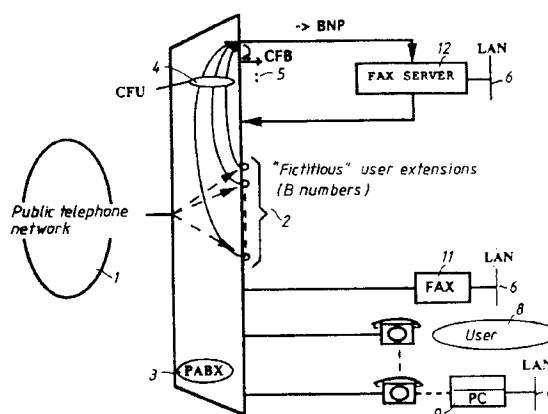 -> BNP
12
LAN
4
CFB
: 5
FAX SERVER
6
CFU
"Fictitious" user extensions
(B numbers)
Public telephone
network
2
1
11
LAN
FAX
6
8
User
3
PABX
LAN
PC
9